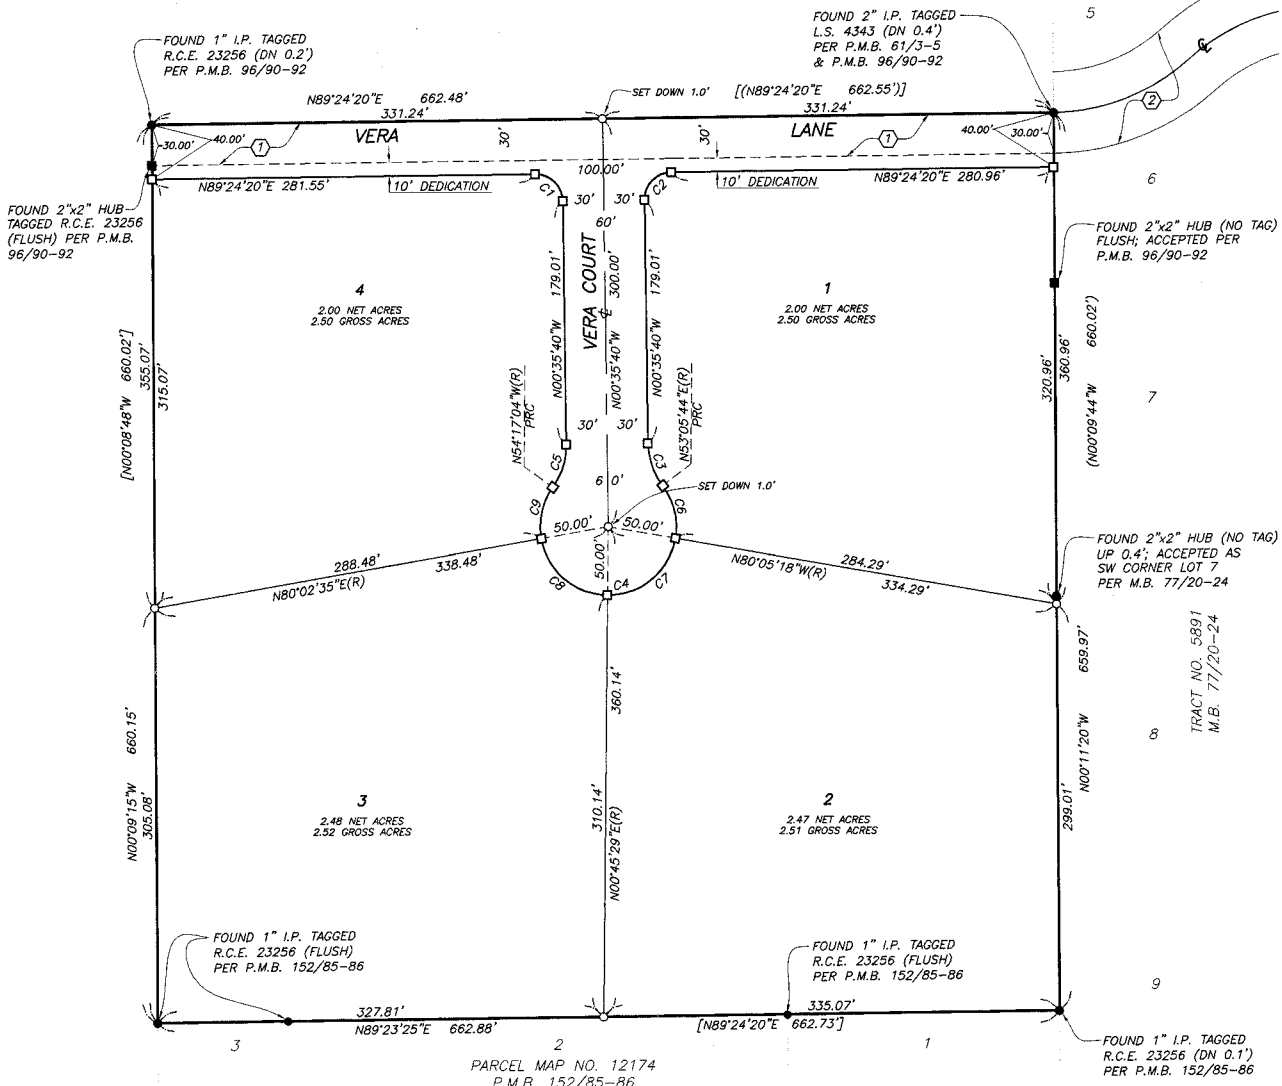 5
FOUND 2" I.P. TAGGED
L.S. 4343 (DN 0.4')
PER P.M.B. 61/3-5
& P.M.B. 96/90-92
FOUND 1" I.P. TAGGED
R.C.E. 23256 (DN 0.2')
PER P.M.B. 96/90-92
N89°24'20"E 662.48'
SET DOWN 1.0'
[(N89°24'20"E 662.55')]
331.24'
331.24'
2
VERA
LANE
30'
30'
1
1
40.00'
30.00'
40.00'
30.00'
100.00'
N89°24'20"E 281.55'
10' DEDICATION
C1
C2
10' DEDICATION
N89°24'20"E 280.96'
6
30'
30'
60'
FOUND 2"x2" HUB
TAGGED R.C.E. 23256
(FLUSH) PER P.M.B.
96/90-92
FOUND 2"x2" HUB (NO TAG)
FLUSH; ACCEPTED PER
P.M.B. 96/90-92
4
2.00 NET ACRES
2.50 GROSS ACRES
N00°35'40"W 179.01'
VERA COURT
N00°35'40"W 300.00'
N00°35'40"W 179.01'
1
2.00 NET ACRES
2.50 GROSS ACRES
[N00°08'48"W 660.02']
355.07'
315.07'
320.96'
360.96'
(N00°09'44"W 660.02')
7
N54°17'04"W(R)
PRC
N53°05'44"E(R)
PRC
30'
30'
C5
C3
60'
SET DOWN 1.0'
C9
C6
50.00'
50.00'
50.00'
288.48'
338.48'
N80°02'35"E(R)
N80°05'18"W(R)
284.29'
334.29'
C8
C4
C7
FOUND 2"x2" HUB (NO TAG)
UP 0.4'; ACCEPTED AS
SW CORNER LOT 7
PER M.B. 77/20-24
TRACT NO. 5891
M.B. 77/20-24
N00°09'15"W 660.15'
305.08'
360.14'
310.14'
N00°45'29"E(R)
299.01'
N00°11'20"W 659.97'
8
3
2.48 NET ACRES
2.52 GROSS ACRES
2
2.47 NET ACRES
2.51 GROSS ACRES
FOUND 1" I.P. TAGGED
R.C.E. 23256 (FLUSH)
PER P.M.B. 152/85-86
FOUND 1" I.P. TAGGED
R.C.E. 23256 (FLUSH)
PER P.M.B. 152/85-86
9
327.81'
N89°23'25"E 662.88'
335.07'
[N89°24'20"E 662.73']
3
2
1
PARCEL MAP NO. 12174
P.M.B. 152/85-86
FOUND 1" I.P. TAGGED
R.C.E. 23256 (DN 0.1')
PER P.M.B. 152/85-86